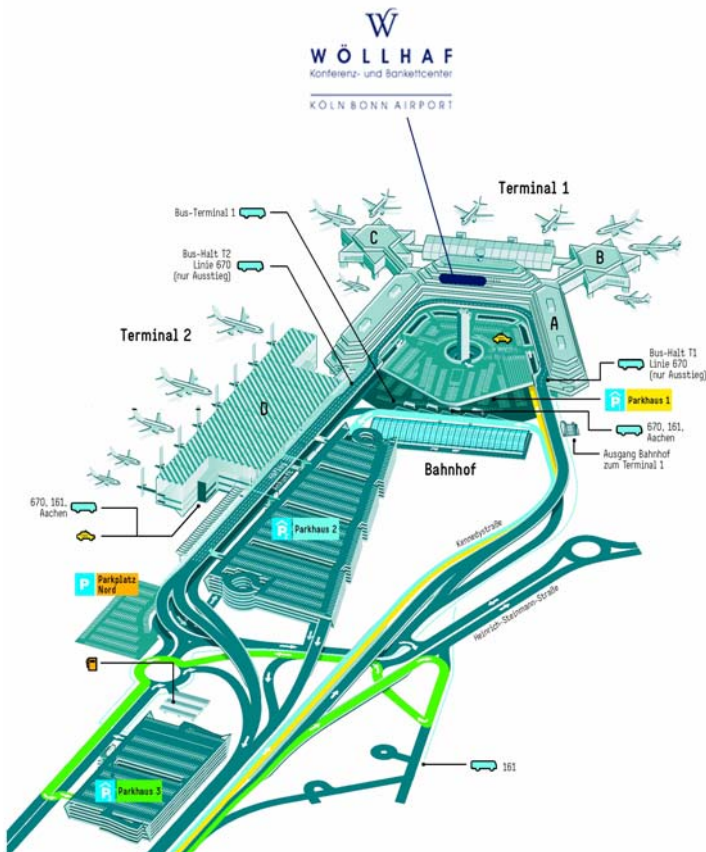 W
WÖLLHAF
Konferenz- und Bankettcenter
KÖLN BONN AIRPORT
Terminal 1
Bus-Terminal 1
C
B
Bus-Halt T2
Linie 670
(nur Ausstieg)
A
Terminal 2
Bus-Halt T1
Linie 670
(nur Ausstieg)
D
P Parkhaus 1
670, 161,
Aachen
Bahnhof
Ausgang Bahnhof
zum Terminal 1
670, 161,
Aachen
P Parkhaus 2
Kennedystraße
P Parkplatz
Nord
Heinrich-Steinmann-Straße
161
P Parkhaus 3